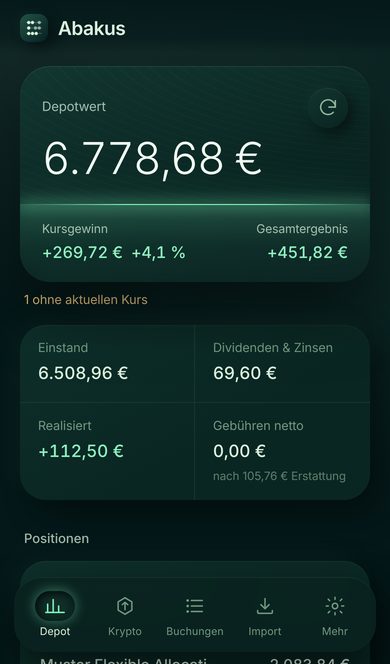 Abakus
Depotwert
6.778,68 €
Kursgewinn
Gesamtergebnis
+269,72 € +4,1 %
+451,82 €
1 ohne aktuellen Kurs
Einstand
Dividenden & Zinsen
6.508,96 €
69,60 €
Realisiert
Gebühren netto
+112,50 €
0,00 €
nach 105,76 € Erstattung
Positionen
Depot
Krypto
Buchungen
Import
Mehr